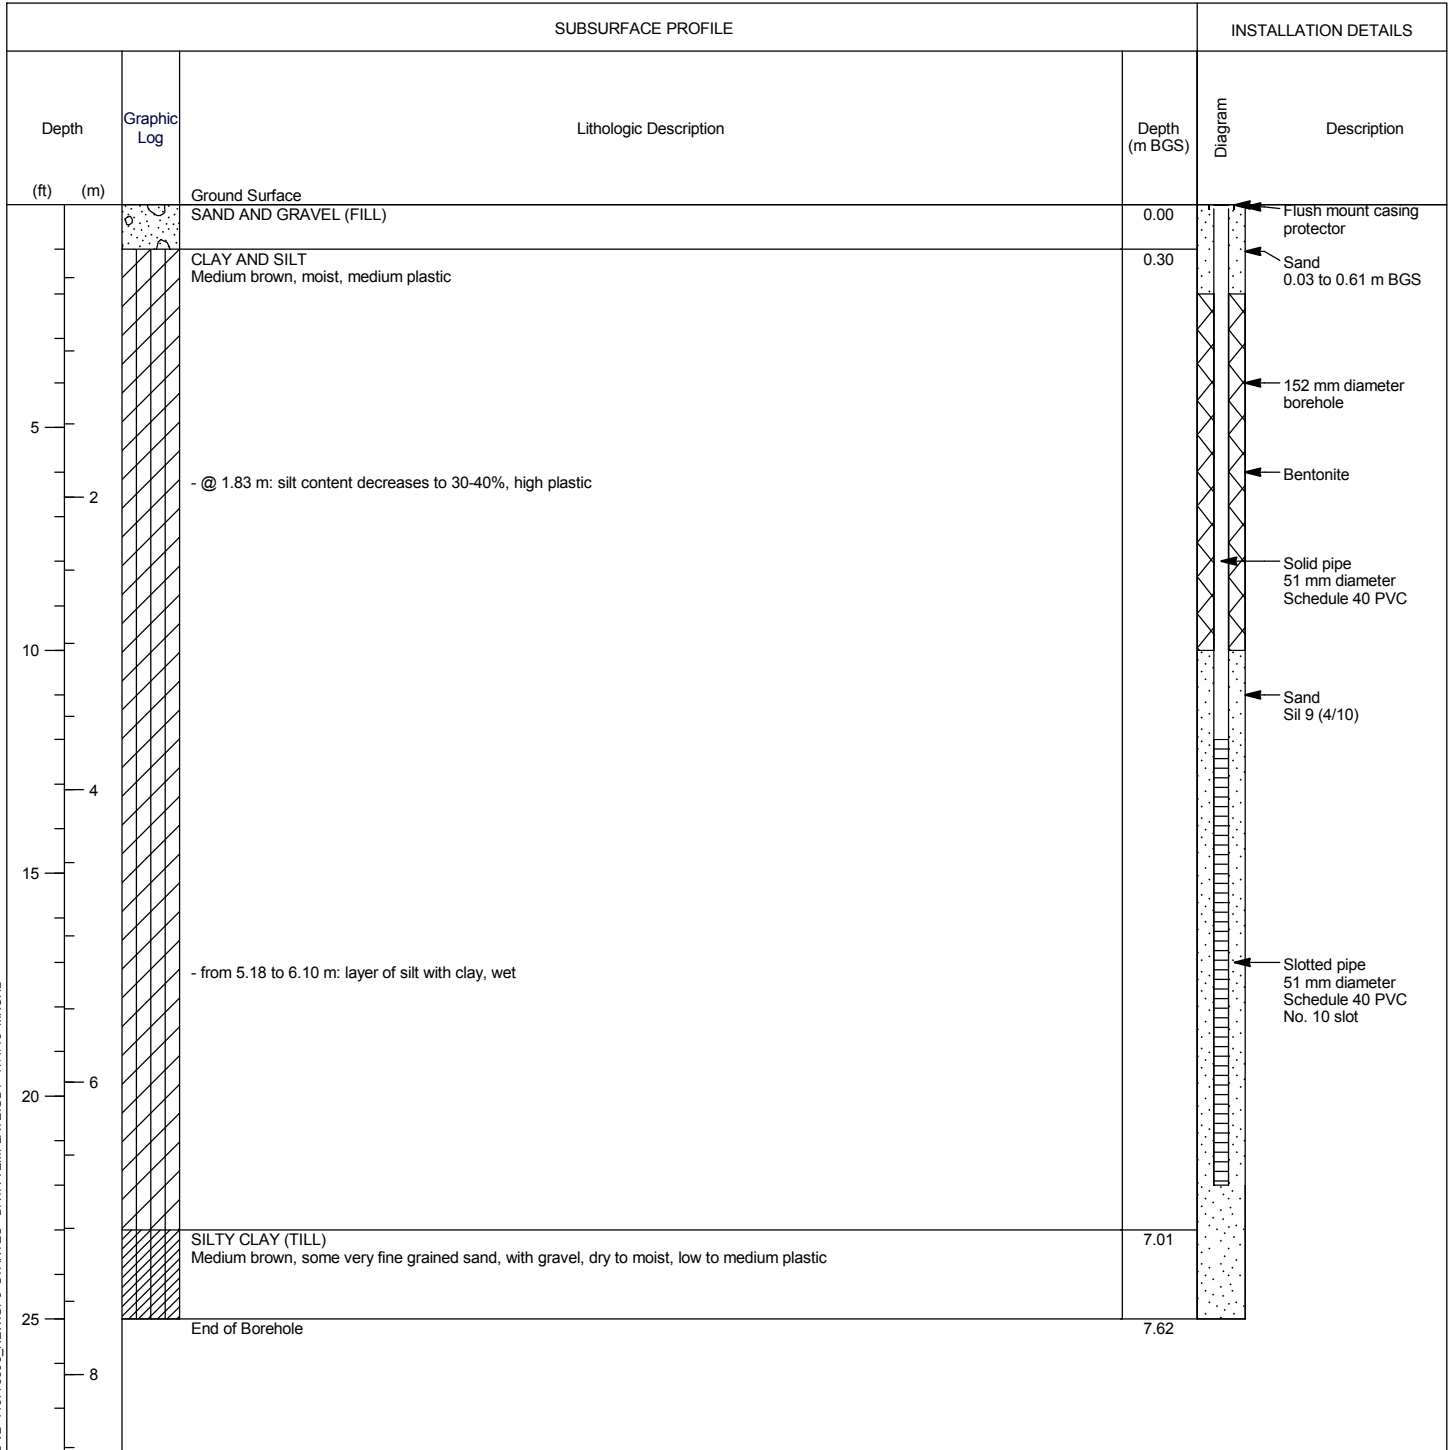 SUBSURFACE PROFILE
INSTALLATION DETAILS
Depth
Graphic
Log
Lithologic Description
Depth
(m BGS)
Diagram
Description
(ft)
(m)
Ground Surface
SAND AND GRAVEL (FILL)
0.00
Flush mount casing
protector
CLAY AND SILT
0.30
Medium brown, moist, medium plastic
Sand
0.03 to 0.61 m BGS
152 mm diameter
borehole
5
- @ 1.83 m: silt content decreases to 30-40%, high plastic
Bentonite
2
Solid pipe
51 mm diameter
Schedule 40 PVC
10
Sand
Sil 9 (4/10)
4
15
- from 5.18 to 6.10 m: layer of silt with clay, wet
Slotted pipe
51 mm diameter
Schedule 40 PVC
No. 10 slot
6
20
SILTY CLAY (TILL)
7.01
Medium brown, some very fine grained sand, with gravel, dry to moist, low to medium plastic
25
End of Borehole
7.62
8